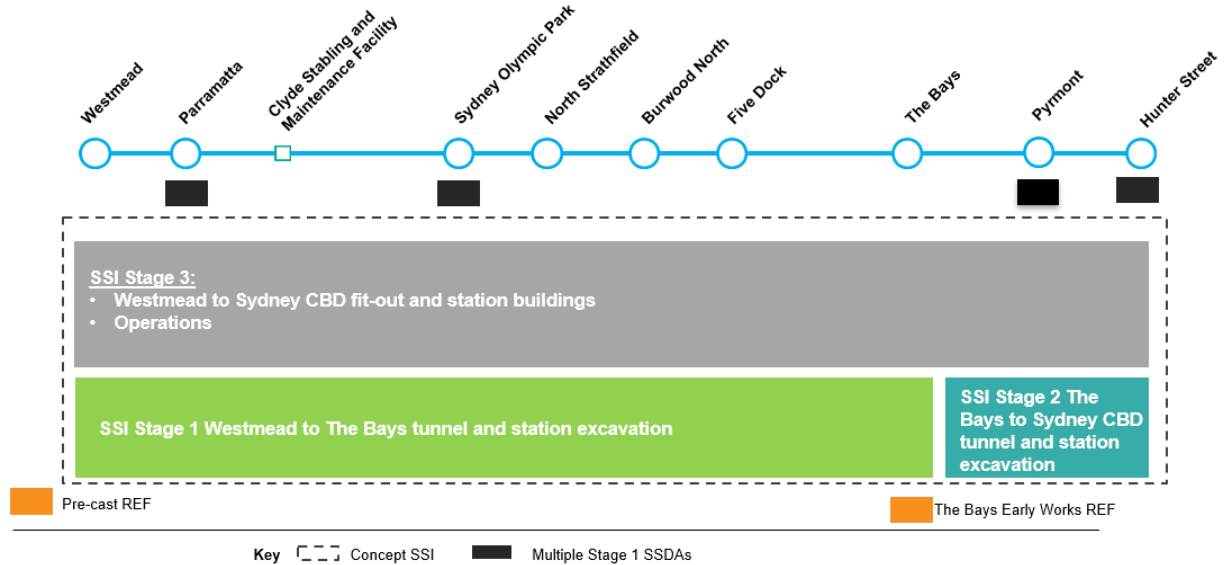 Westmead
Parramatta
Clyde Stabling and
Maintenance Facility
Sydney Olympic Park
North Strathfield
Burwood North
Five Dock
The Bays
Pyrmont
Hunter Street
SSI Stage 3:
• Westmead to Sydney CBD fit-out and station buildings
• Operations
SSI Stage 1 Westmead to The Bays tunnel and station excavation
SSI Stage 2 The
Bays to Sydney CBD
tunnel and station
excavation
Pre-cast REF
The Bays Early Works REF
Key Concept SSI Multiple Stage 1 SSDAs